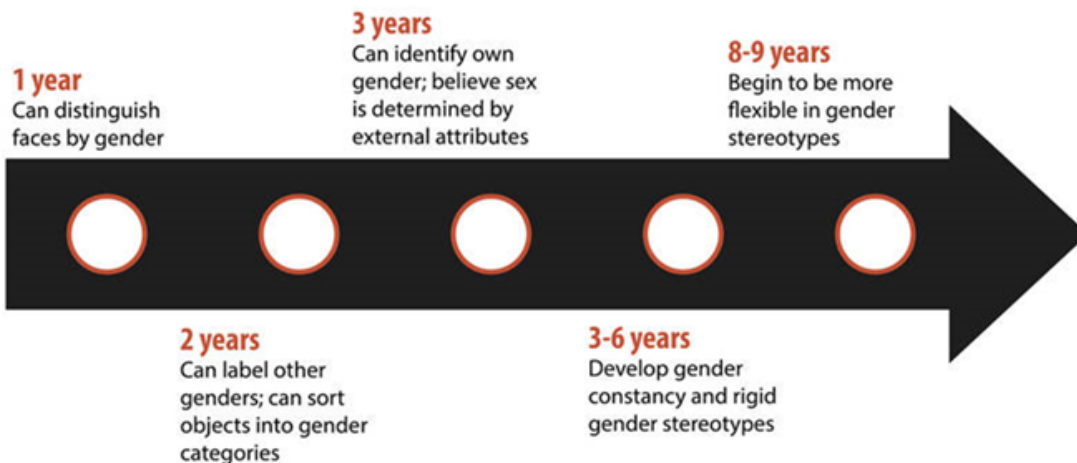 1 year
Can distinguish
faces by gender
2 years
Can label other
genders; can sort
objects into gender
categories
3 years
Can identify own
gender; believe sex
is determined by
external attributes
3-6 years
Develop gender
constancy and rigid
gender stereotypes
8-9 years
Begin to be more
flexible in gender
stereotypes